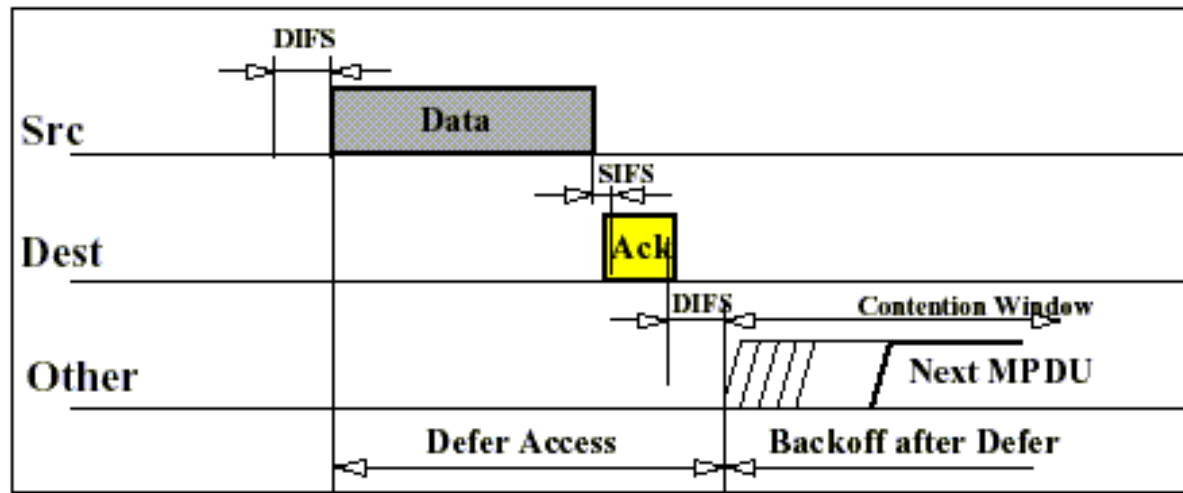 DIFS
Src
Data
SIFS
Dest
Ack
DIFS
Contention Window
Other
Next MPDU
Defer Access
Backoff after Defer